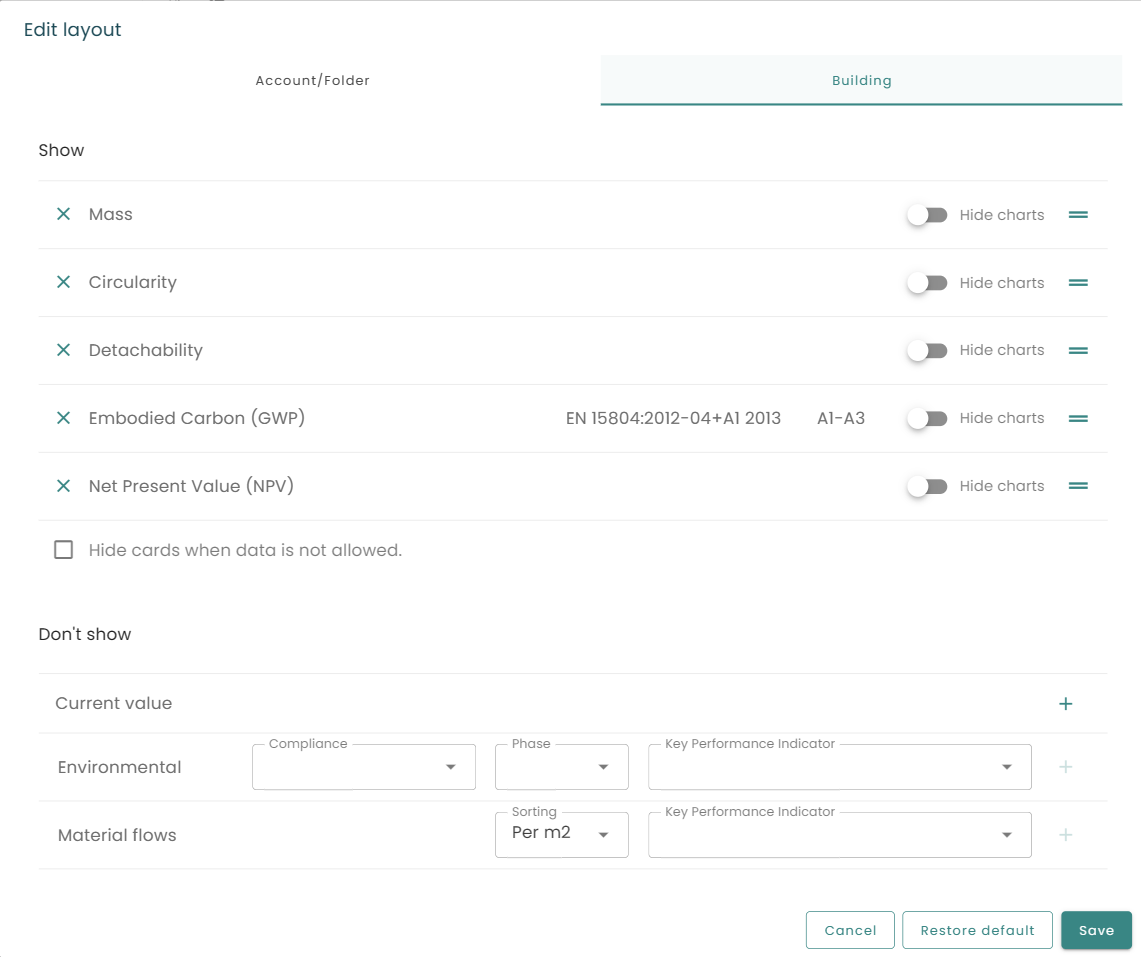 Edit layout
Account/Folder Building
Show
Mass Hide charts
Circularity Hide charts
Detachability Hide charts
Embodied Carbon (GWP) EN 15804:2012-04+A1 2013 A1-A3 Hide charts
Net Present Value (NPV) Hide charts
Hide cards when data is not allowed.
Don't show
Current value
Compliance Phase Key Performance Indicator
Environmental
Sorting Key Performance Indicator
Per m2
Material flows
Cancel Restore default Save